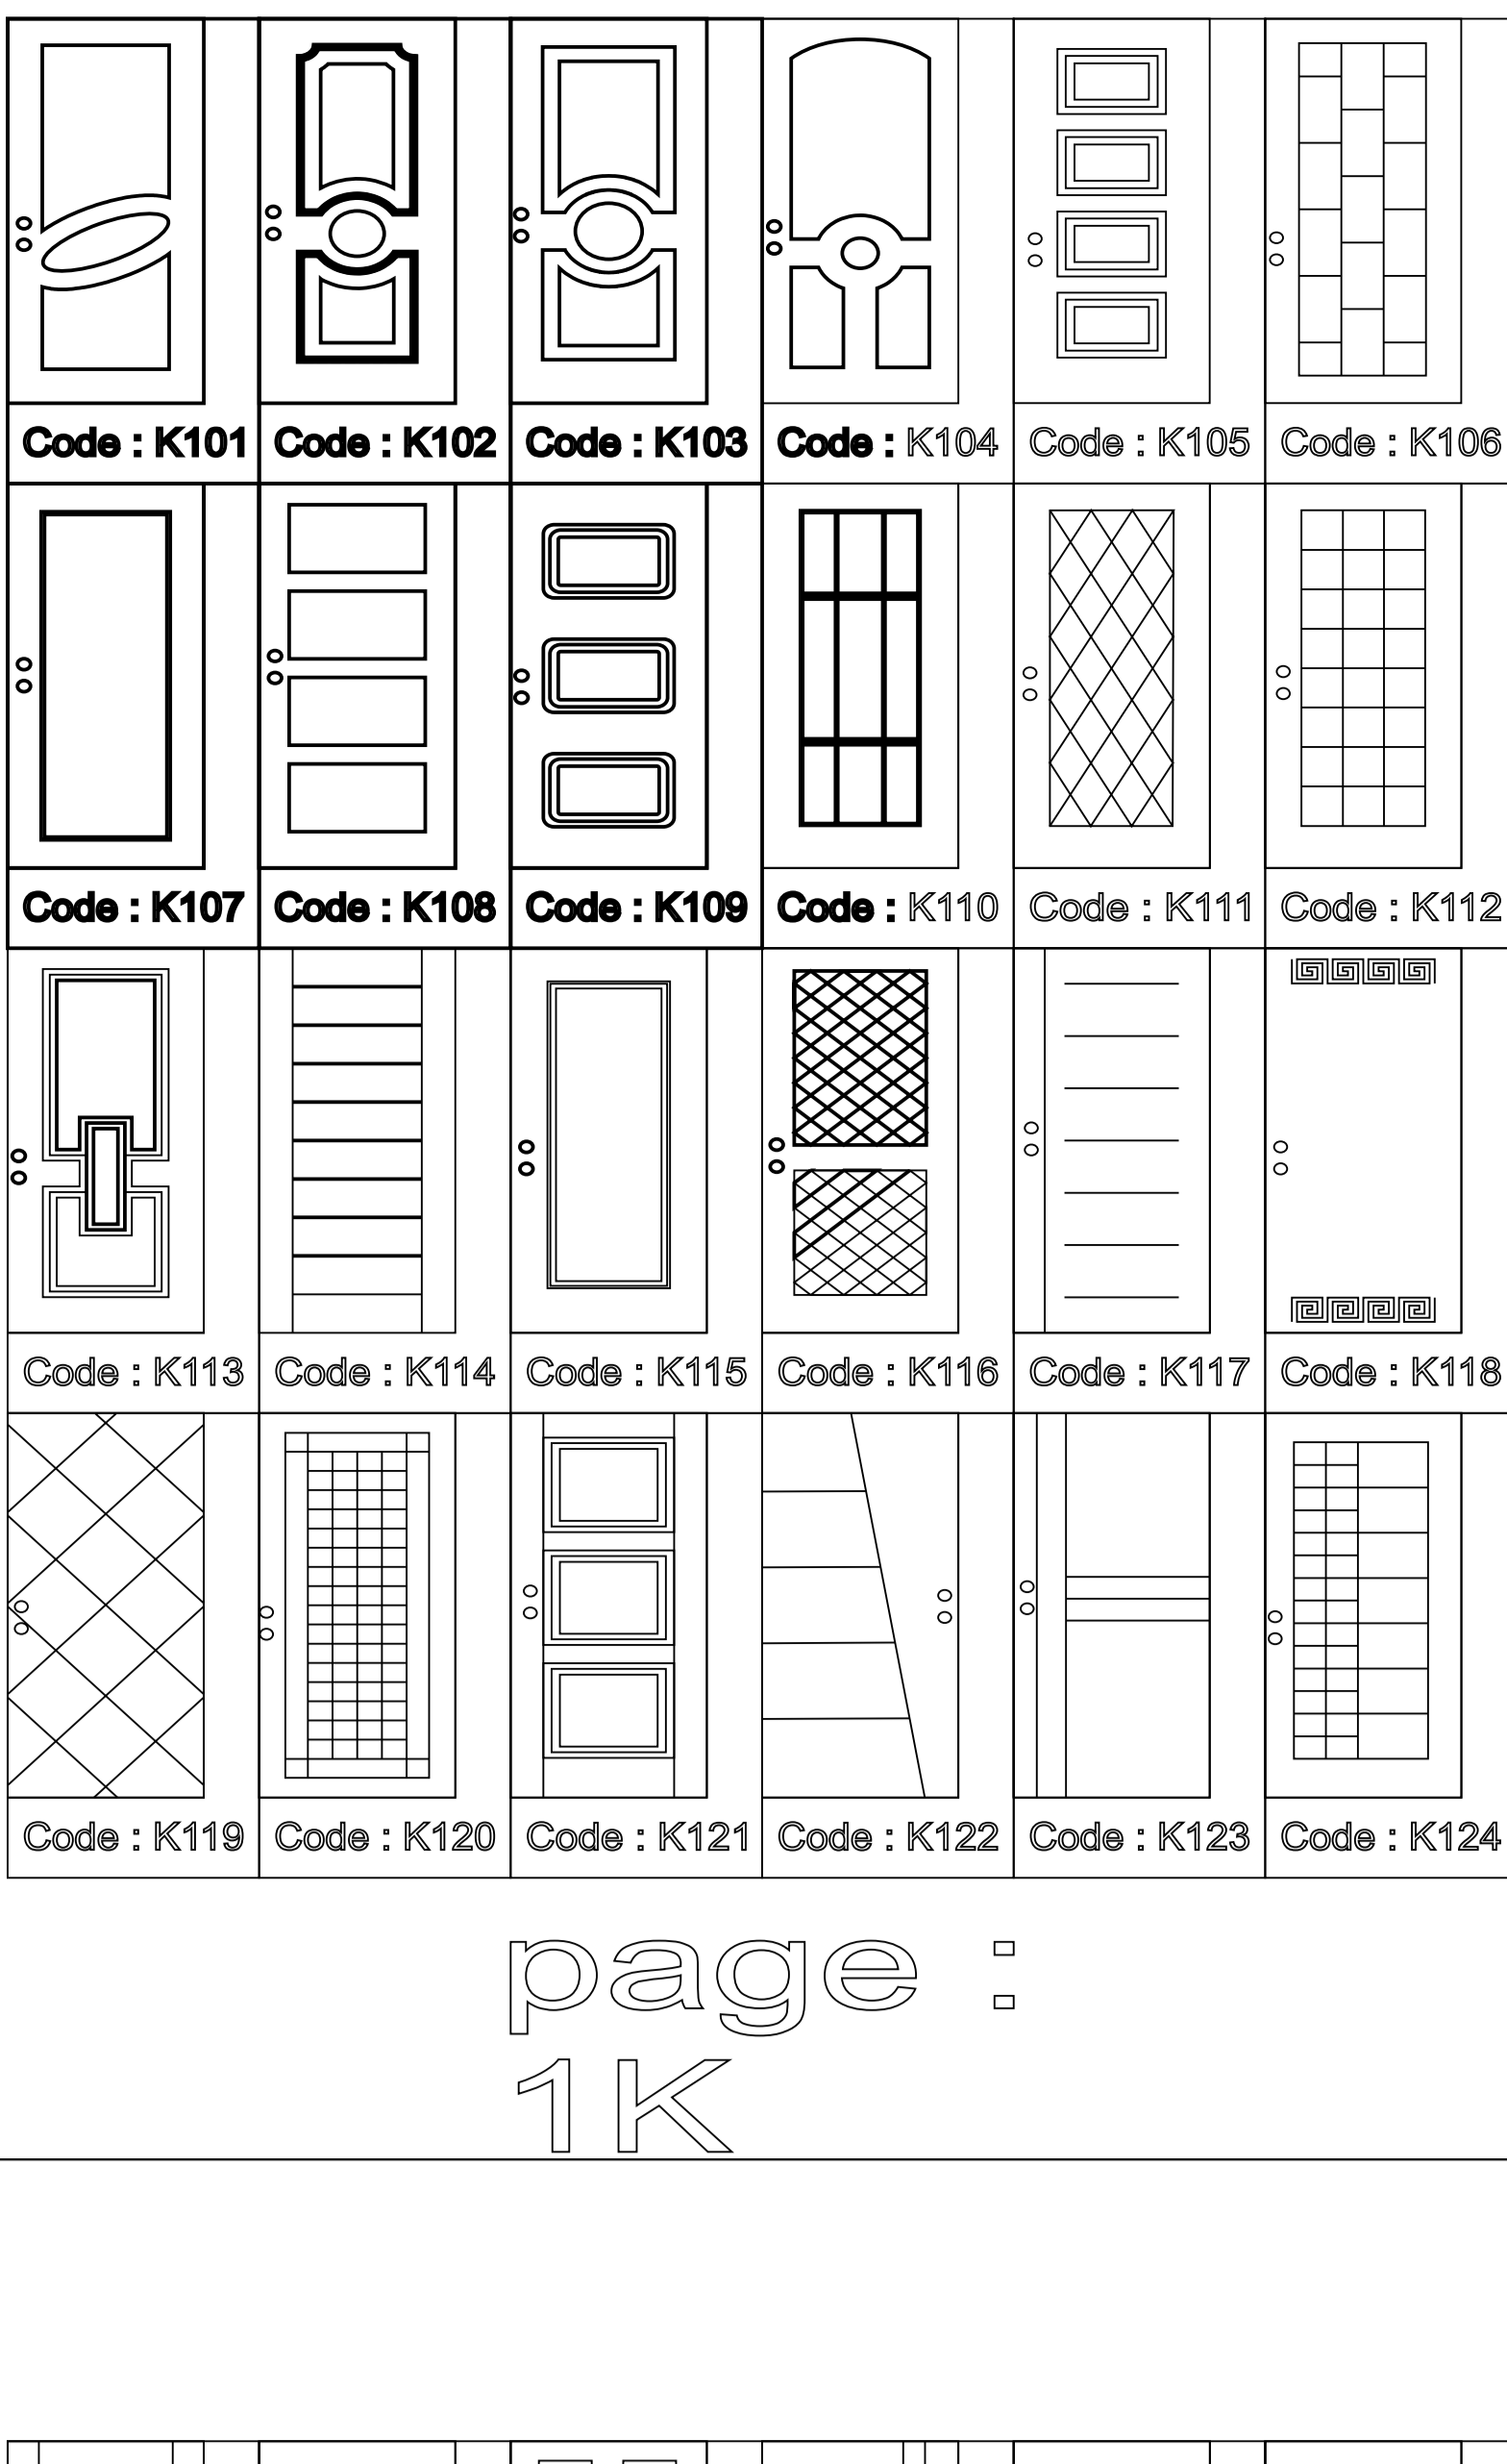 Code : K101 Code : K102 Code : K103 Code : K104 Code : K105 Code : K106
Code : K107 Code : K108 Code : K109 Code : K110 Code : K111 Code : K112
Code : K113 Code : K114 Code : K115 Code : K116 Code : K117 Code : K118
Code : K119 Code : K120 Code : K121 Code : K122 Code : K123 Code : K124
page :
1K